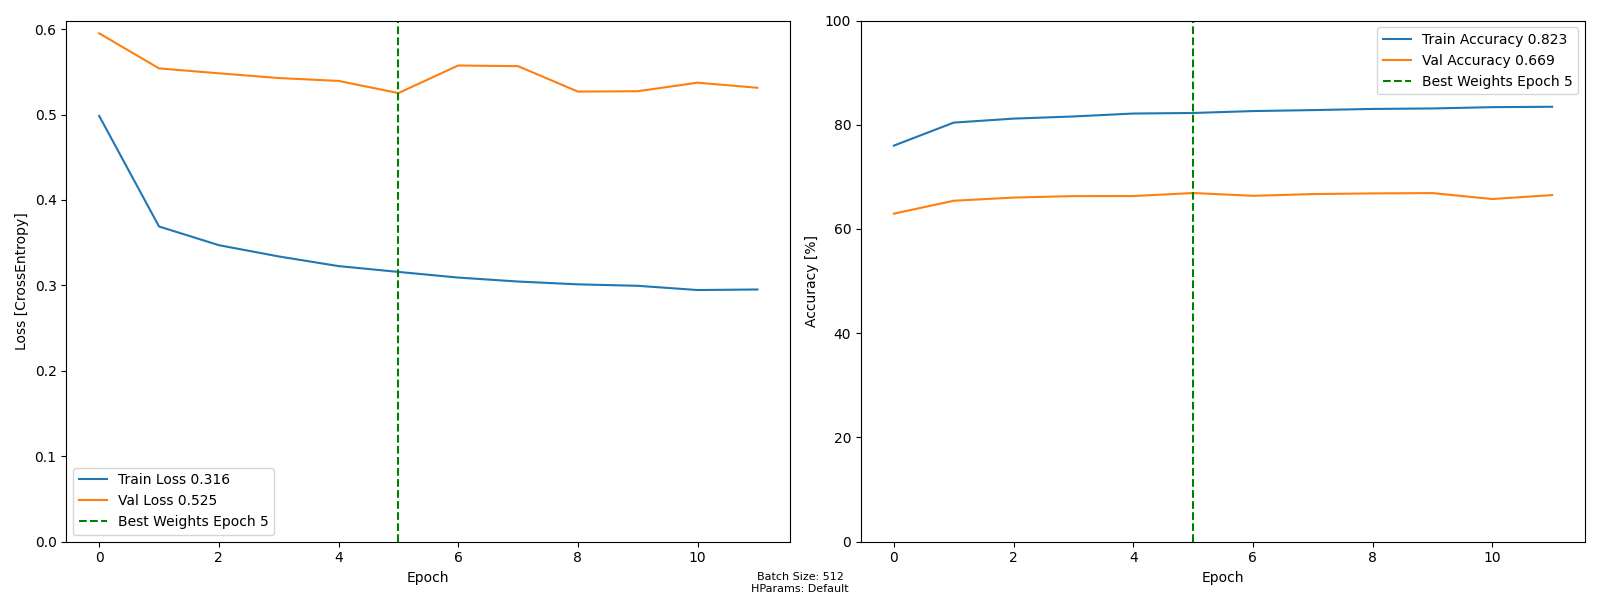 0.6
0.5
0.4
0.3
0.2
0.1
0.0
Loss [CrossEntropy]
Train Loss 0.316
Val Loss 0.525
Best Weights Epoch 5
0 2 4 6 8 10
Epoch
100
80
60
40
20
0
Accuracy [%]
Train Accuracy 0.823
Val Accuracy 0.669
Best Weights Epoch 5
0 2 4 6 8 10
Epoch
Batch Size: 512
HParams: Default